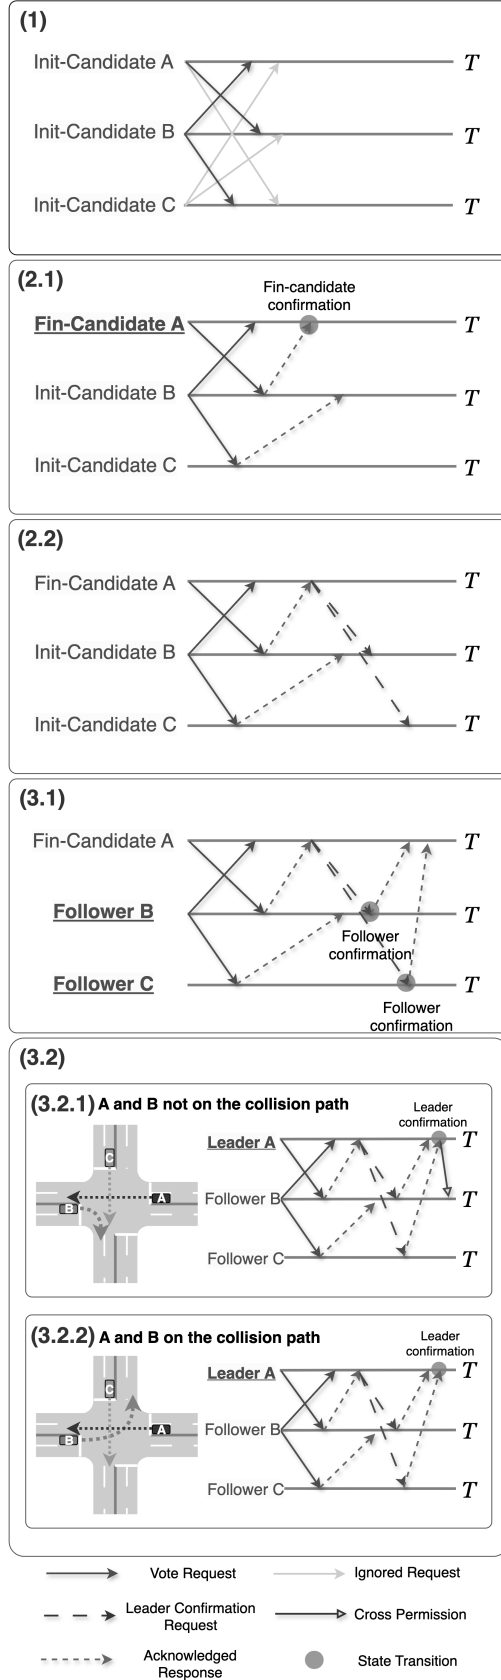 (1)
Init-Candidate A
T
Init-Candidate B
T
Init-Candidate C
T
(2.1)
Fin-candidate
confirmation
Fin-Candidate A
T
Init-Candidate B
T
Init-Candidate C
T
(2.2)
Fin-Candidate A
T
Init-Candidate B
T
Init-Candidate C
T
(3.1)
Fin-Candidate A
T
Follower B
T
Follower
confirmation
Follower C
T
Follower
confirmation
(3.2)
(3.2.1) A and B not on the collision path
Leader
confirmation
C
Leader A
T
A
B
Follower B
T
Follower C
T
(3.2.2) A and B on the collision path
Leader
confirmation
C
Leader A
T
A
B
Follower B
T
Follower C
T
Vote Request
Ignored Request
Leader Confirmation
Request
Cross Permission
Acknowledged
Response
State Transition